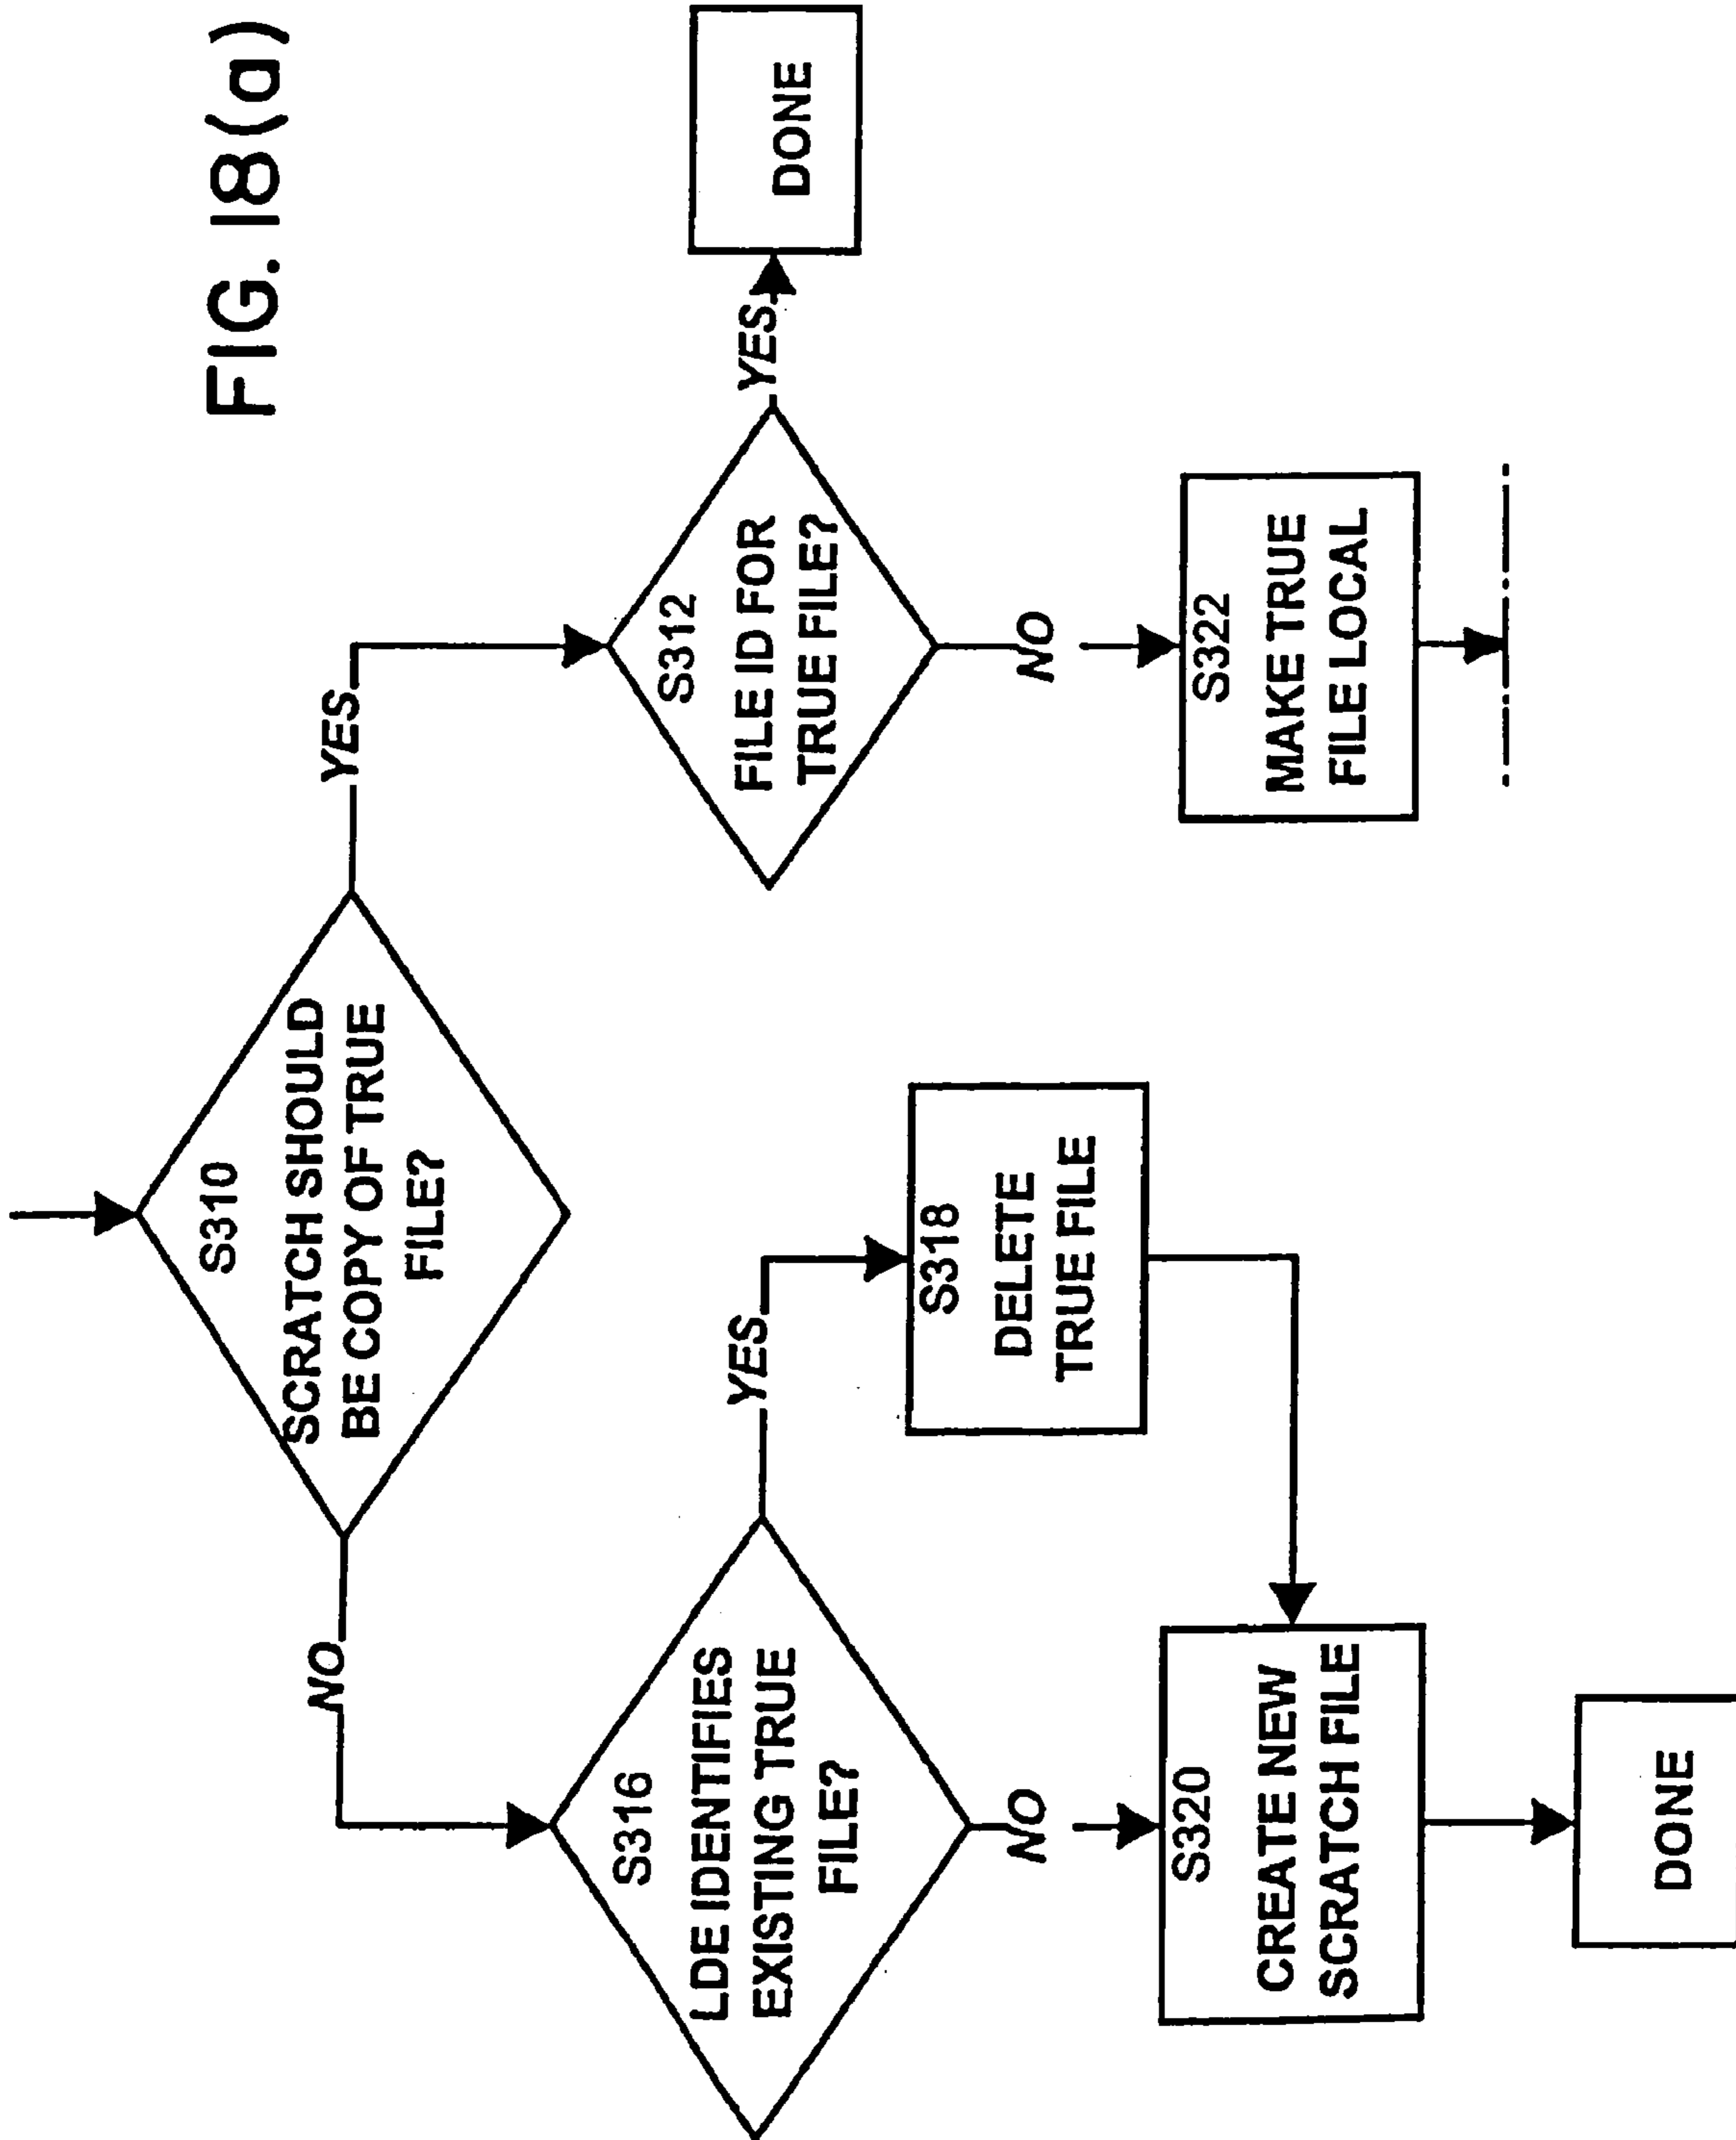 FIG. 18(a)
S310
SCRATCH SHOULD
BE COPY OF TRUE
FILE?
YES
NO
S312
FILE ID FOR
TRUE FILE?
YES
DONE
NO
S322
MAKE TRUE
FILE LOCAL
S316
LDE IDENTIFIES
EXISTING TRUE
FILE?
YES
S318
DELETE
TRUE FILE
NO
S320
CREATE NEW
SCRATCH FILE
DONE